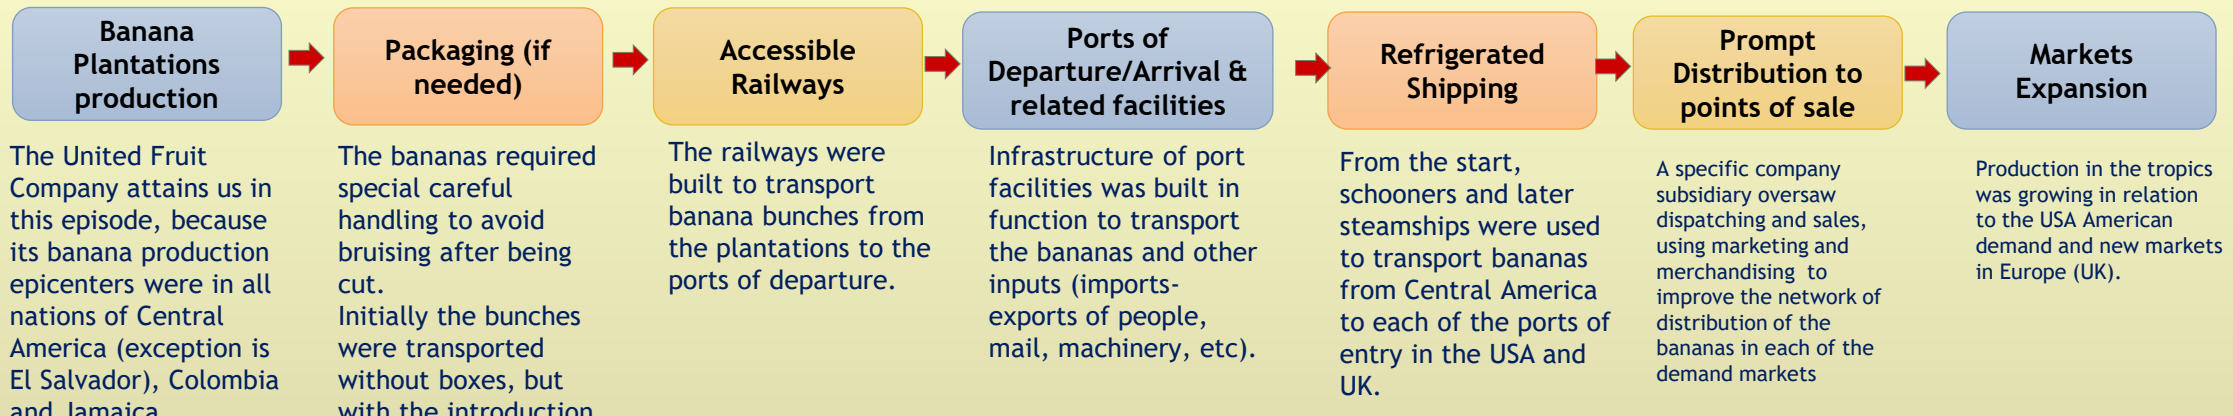 Banana
Plantations
production
Packaging (if
needed)
Accessible
Railways
Ports of
Departure/Arrival &
related facilities
Refrigerated
Shipping
Prompt
Distribution to
points of sale
Markets
Expansion
The United Fruit
Company attains us in
this episode, because
its banana production
epicenters were in all
nations of Central
America (exception is
El Salvador), Colombia
and Jamaica
The bananas required
special careful
handling to avoid
bruising after being
cut.
Initially the bunches
were transported
without boxes, but
with the introduction
The railways were
built to transport
banana bunches from
the plantations to the
ports of departure.
Infrastructure of port
facilities was built in
function to transport
the bananas and other
inputs (imports-
exports of people,
mail, machinery, etc).
From the start,
schooners and later
steamships were used
to transport bananas
from Central America
to each of the ports of
entry in the USA and
UK.
A specific company
subsidiary oversaw
dispatching and sales,
using marketing and
merchandising to
improve the network of
distribution of the
bananas in each of the
demand markets
Production in the tropics
was growing in relation
to the USA American
demand and new markets
in Europe (UK).